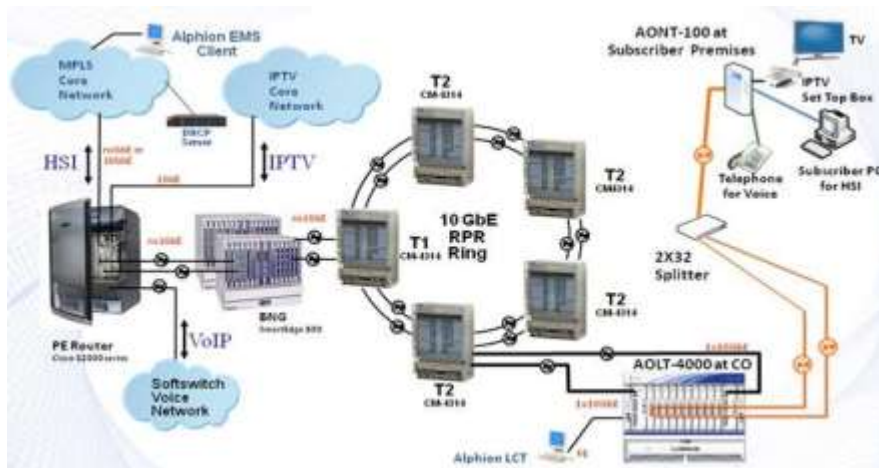 Alphion EMS
Client
MPLS
Core
Network
IPTV
Core
Network
DHCP
Server
HSI
IPTV
10GE
PE Router
BNG
VoIP
Softswitch
Voice
Network
T1
10 GbE
RPR
Ring
T2
T2
T2
T2
AONT-100 at
Subscriber Premises
TV
IPTV
Set Top Box
Telephone
for Voice
Subscriber PC
for HSI
2X32
Splitter
AOLT-4000 at CO
Alphion LCT